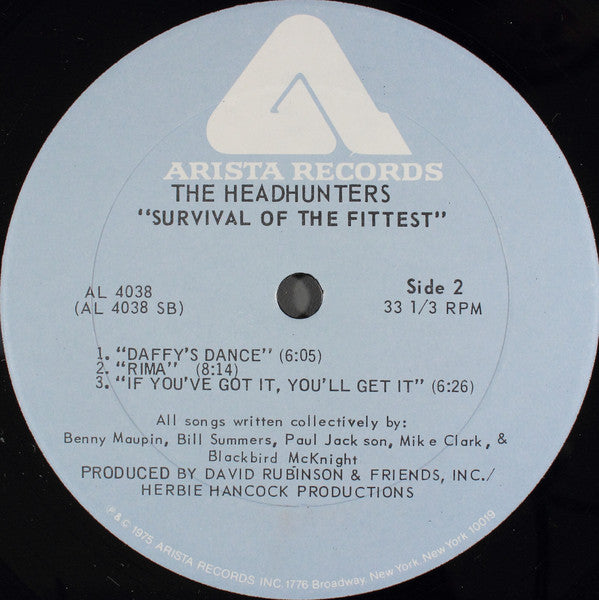 ARISTA RECORDS
THE HEADHUNTERS
"SURVIVAL OF THE FITTEST"
AL 4038
(AL 4038 SB)
Side 2
33 1/3 RPM
1. "DAFFY'S DANCE" (6:05)
2. "RIMA" (8:14)
3. "IF YOU'VE GOT IT, YOU'LL GET IT" (6:26)
All songs written collectively by:
Benny Maupin, Bill Summers, Paul Jackson, Mike Clark, &
Blackbird McKnight
PRODUCED BY DAVID RUBINSON & FRIENDS, INC./
HERBIE HANCOCK PRODUCTIONS
℗ & © 1975 ARISTA RECORDS INC. 1776 Broadway, New York, New York 10019